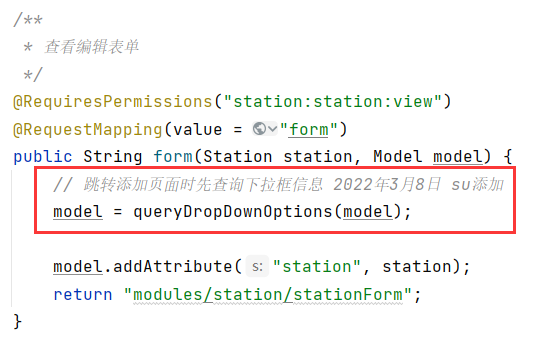 /**
 * 查看编辑表单
 */
@RequiresPermissions("station:station:view")
@RequestMapping(value = "form")
public String form(Station station, Model model) {
    // 跳转添加页面时先查询下拉框信息 2022年3月8日 su添加
    model = queryDropDownOptions(model);
    model.addAttribute( s: "station", station);
    return "modules/station/stationForm";
}